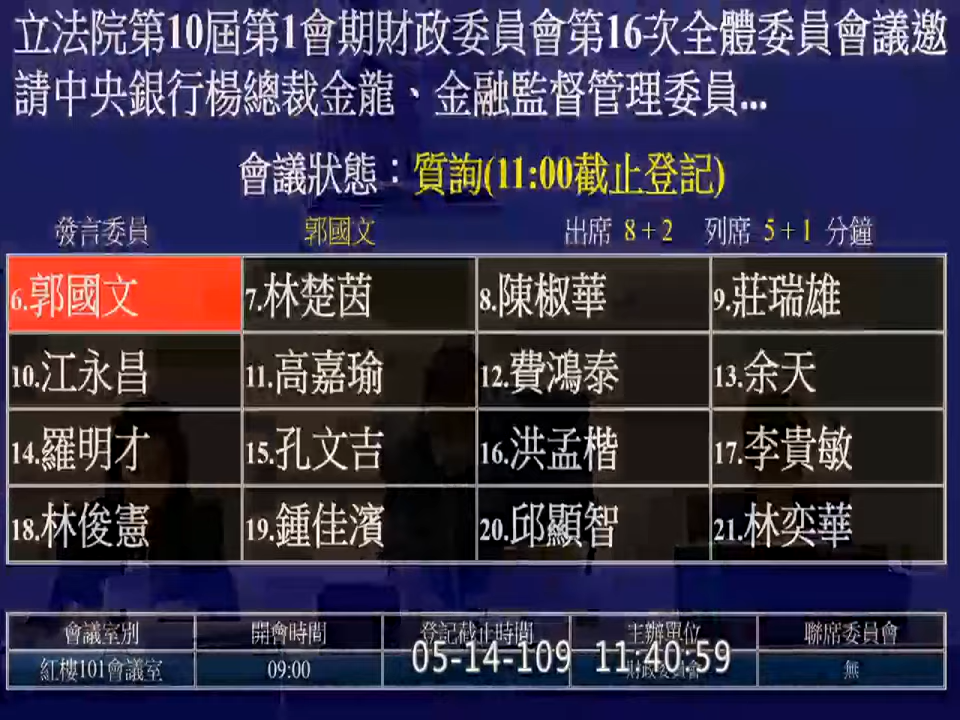 立法院第10屆第1會期財政委員會第16次全體委員會議邀
請中央銀行楊總裁金龍、金融監督管理委員...
會議狀態：質詢(11:00截止登記)
發言委員 郭國文 出席 8 + 2 列席 5 + 1 分鐘
6.郭國文 7.林楚茵 8.陳椒華 9.莊瑞雄
10.江永昌 11.高嘉瑜 12.費鴻泰 13.余天
14.羅明才 15.孔文吉 16.洪孟楷 17.李貴敏
18.林俊憲 19.鍾佳濱 20.邱顯智 21.林奕華
會議室別 開會時間 登記截止時間 主辦單位 聯席委員會
紅樓101會議室 09:00 財政委員會 無
05-14-109 11:40:59